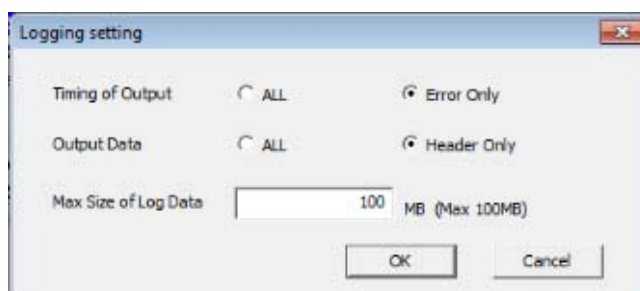 Logging setting
Timing of Output ALL Error Only
Output Data ALL Header Only
Max Size of Log Data 100 MB (Max 100MB)
OK Cancel